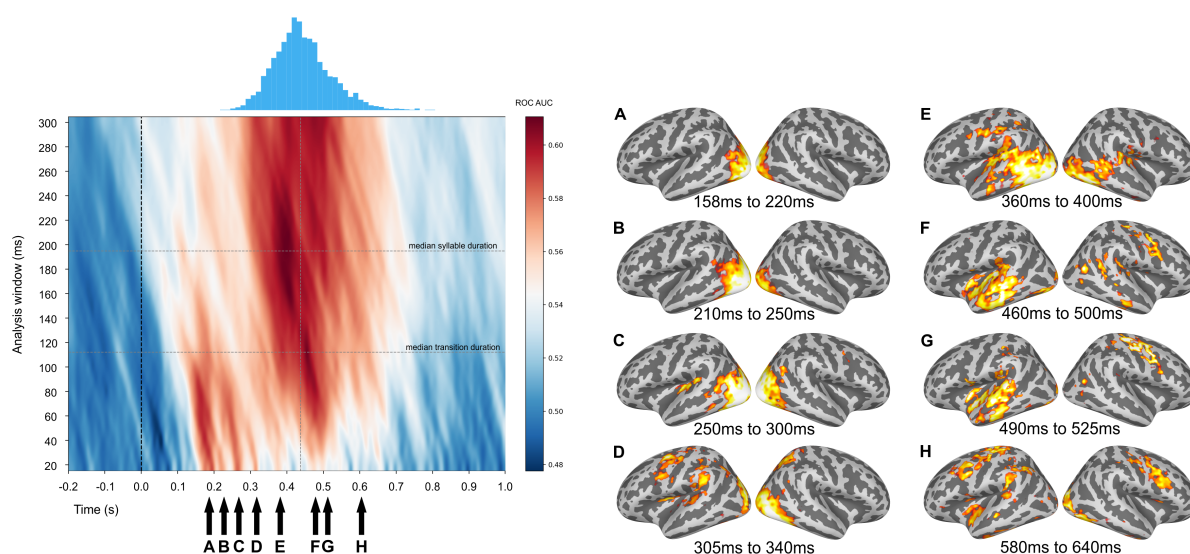 ROC AUC
300
280
260
240
220
200
180
160
140
120
100
80
60
40
20
Analysis window (ms)
median syllable duration
median transition duration
0.60
0.58
0.56
0.54
0.52
0.50
0.48
-0.2 -0.1 0.0 0.1 0.2 0.3 0.4 0.5 0.6 0.7 0.8 0.9 1.0
Time (s)
A B C D E F G H
A
158ms to 220ms
B
210ms to 250ms
C
250ms to 300ms
D
305ms to 340ms
E
360ms to 400ms
F
460ms to 500ms
G
490ms to 525ms
H
580ms to 640ms